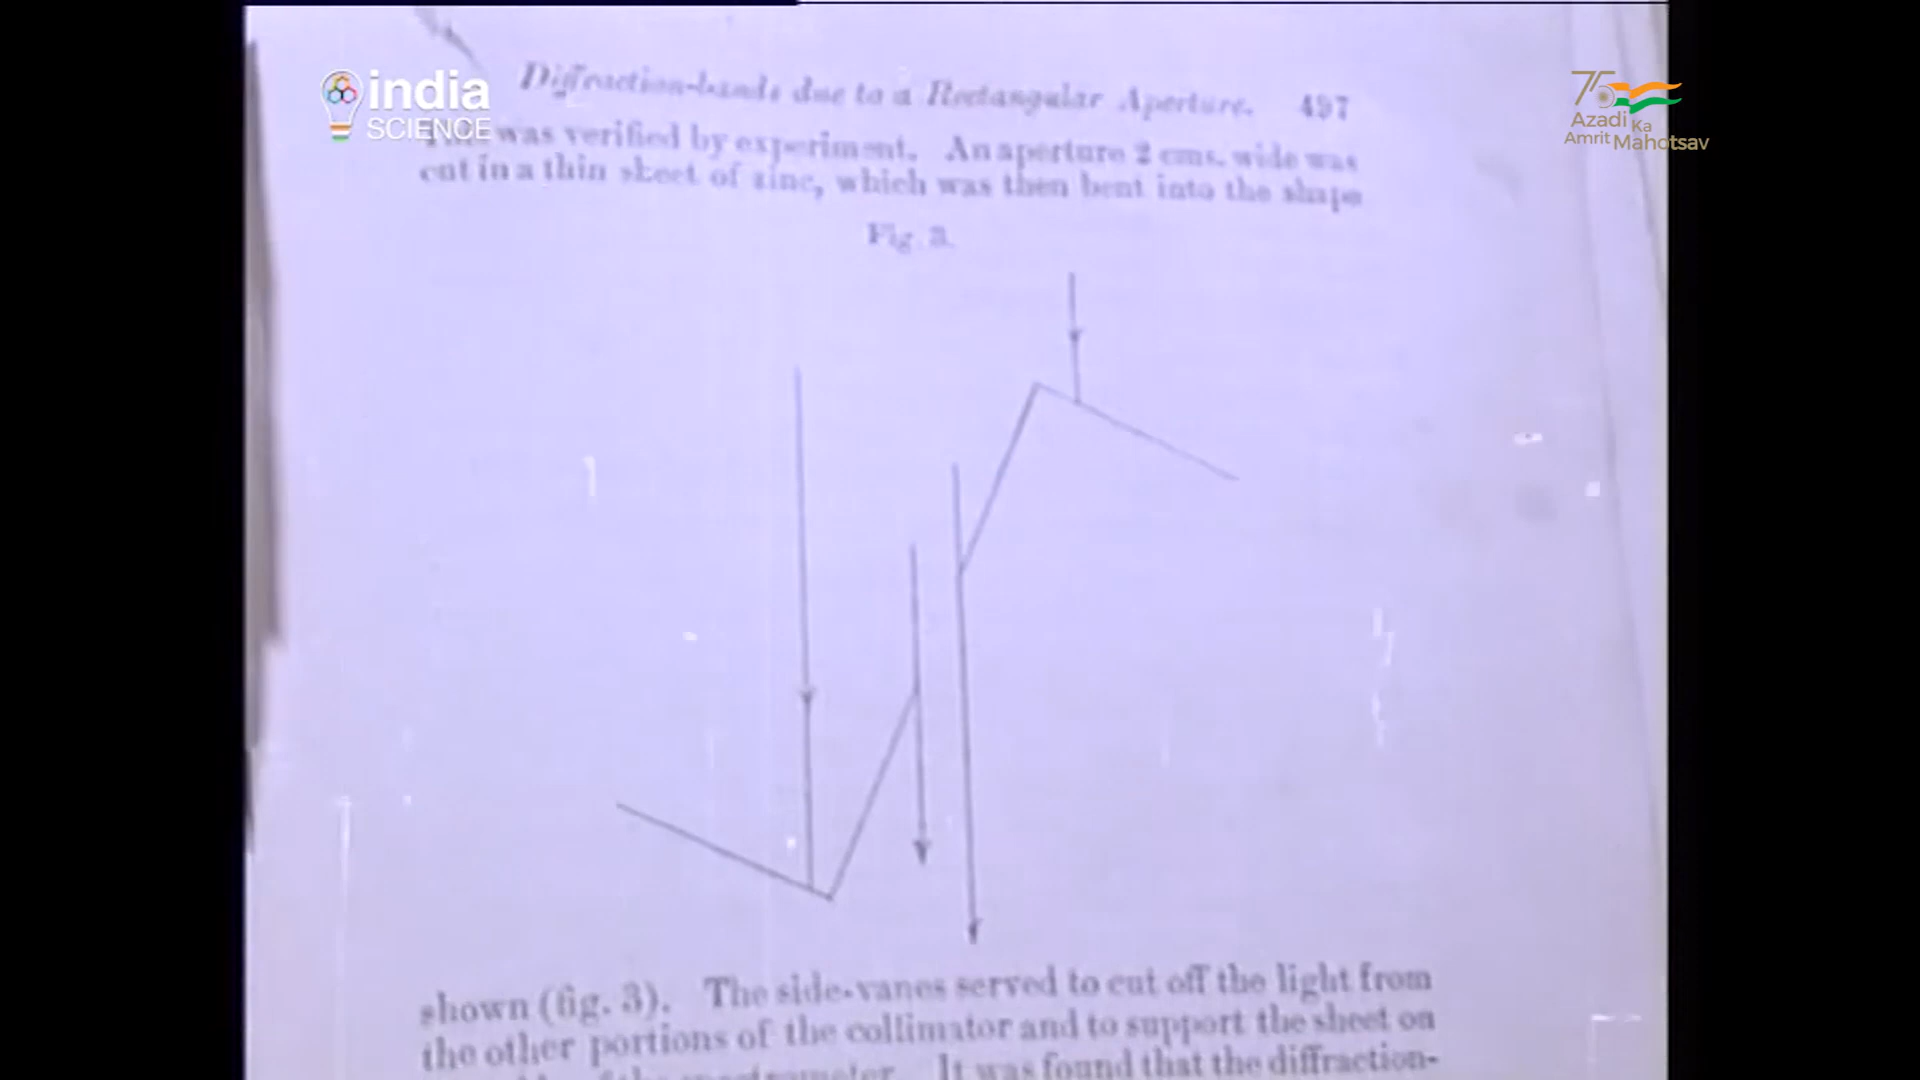 india
SCIENCE
75
Azadi Ka
Amrit Mahotsav
Diffraction-bands due to a Rectangular Aperture. 497
was verified by experiment. An aperture 2 cms. wide was
cut in a thin sheet of zinc, which was then bent into the shape
Fig. 3.
shown (fig. 3). The side-vanes served to cut off the light from
the other portions of the collimator and to support the sheet on
the spectrometer. It was found that the diffraction-